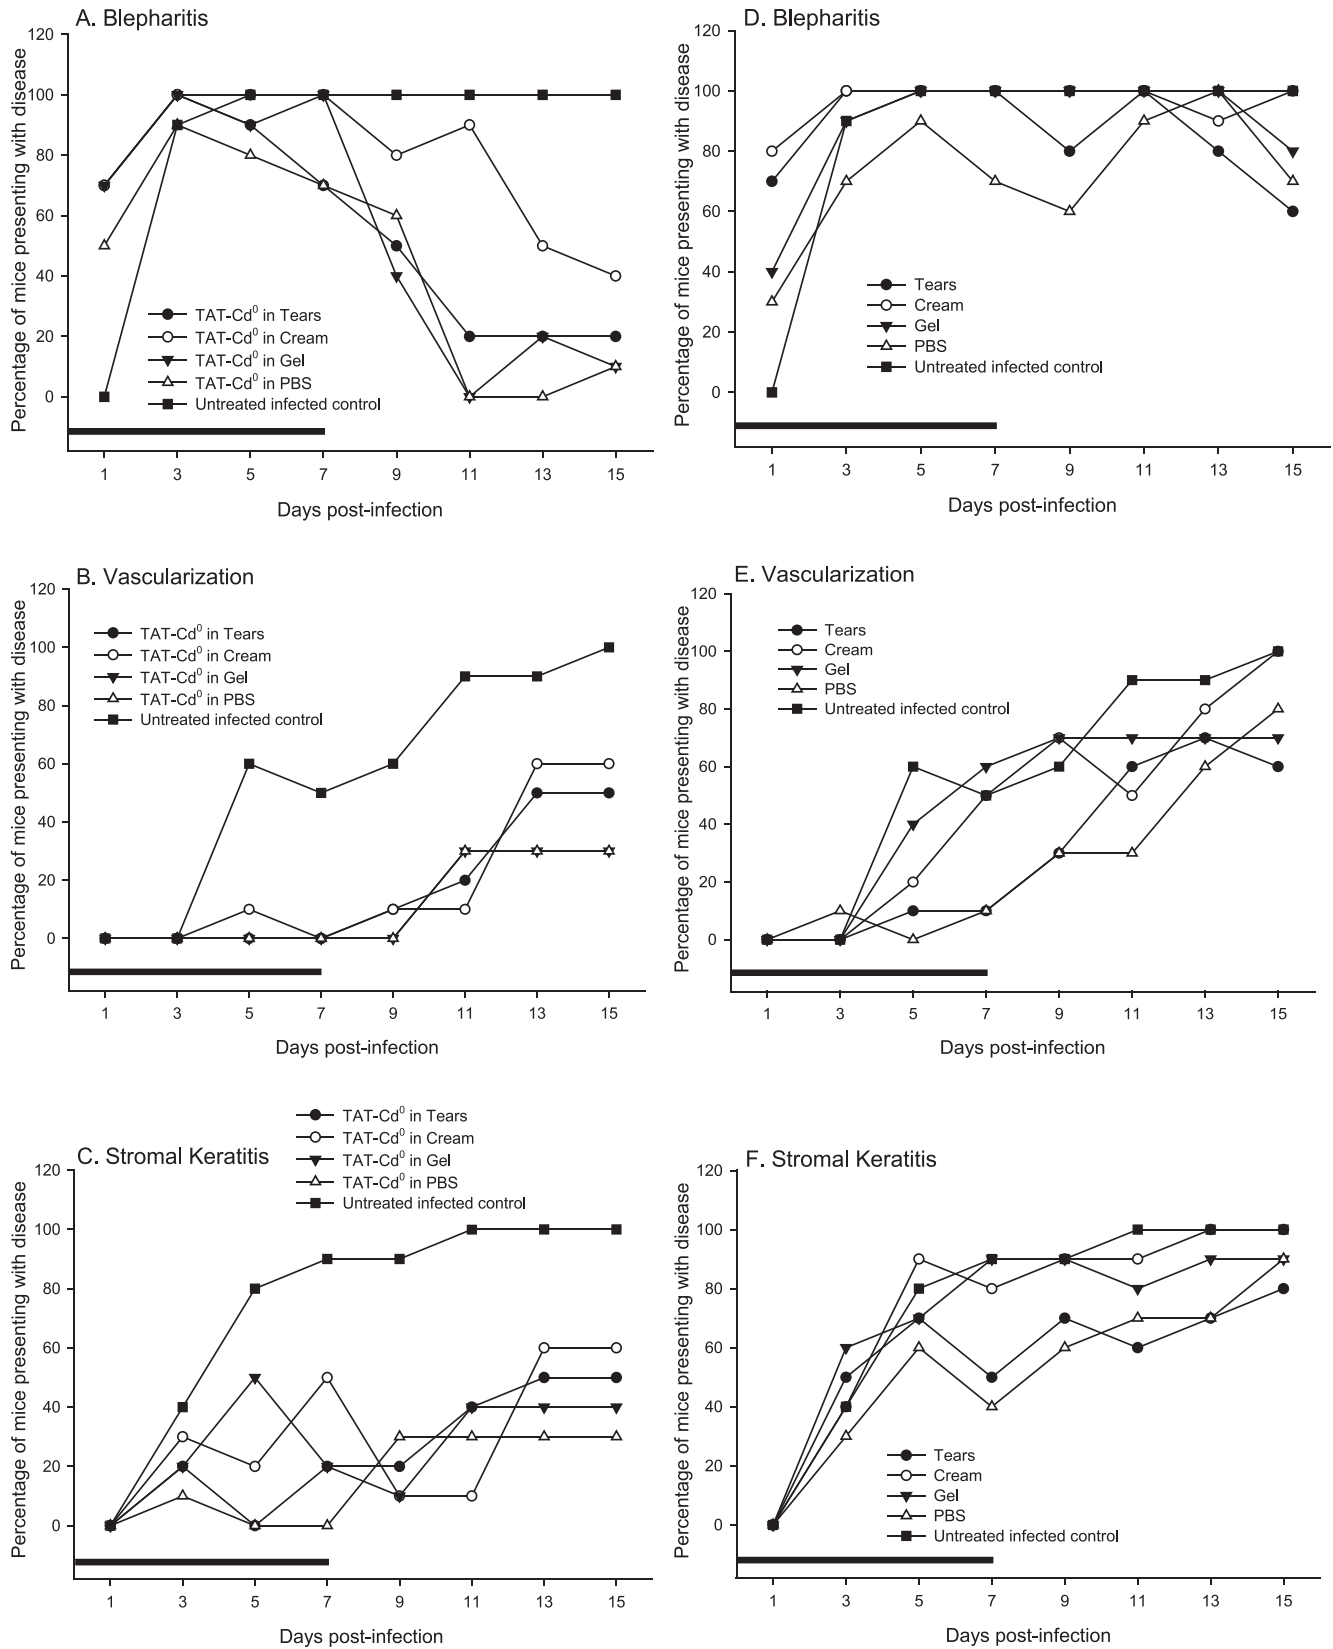 A. Blepharitis
Percentage of mice presenting with disease
120
100
80
60
40
20
0
TAT-Cd⁰ in Tears
TAT-Cd⁰ in Cream
TAT-Cd⁰ in Gel
TAT-Cd⁰ in PBS
Untreated infected control
1 3 5 7 9 11 13 15
Days post-infection
D. Blepharitis
Percentage of mice presenting with disease
120
100
80
60
40
20
0
Tears
Cream
Gel
PBS
Untreated infected control
1 3 5 7 9 11 13 15
Days post-infection
B. Vascularization
Percentage of mice presenting with disease
120
100
80
60
40
20
0
TAT-Cd⁰ in Tears
TAT-Cd⁰ in Cream
TAT-Cd⁰ in Gel
TAT-Cd⁰ in PBS
Untreated infected control
1 3 5 7 9 11 13 15
Days post-infection
E. Vascularization
Percentage of mice presenting with disease
120
100
80
60
40
20
0
Tears
Cream
Gel
PBS
Untreated infected control
1 3 5 7 9 11 13 15
Days post-infection
C. Stromal Keratitis
Percentage of mice presenting with disease
120
100
80
60
40
20
0
TAT-Cd⁰ in Tears
TAT-Cd⁰ in Cream
TAT-Cd⁰ in Gel
TAT-Cd⁰ in PBS
Untreated infected control
1 3 5 7 9 11 13 15
Days post-infection
F. Stromal Keratitis
Percentage of mice presenting with disease
120
100
80
60
40
20
0
Tears
Cream
Gel
PBS
Untreated infected control
1 3 5 7 9 11 13 15
Days post-infection